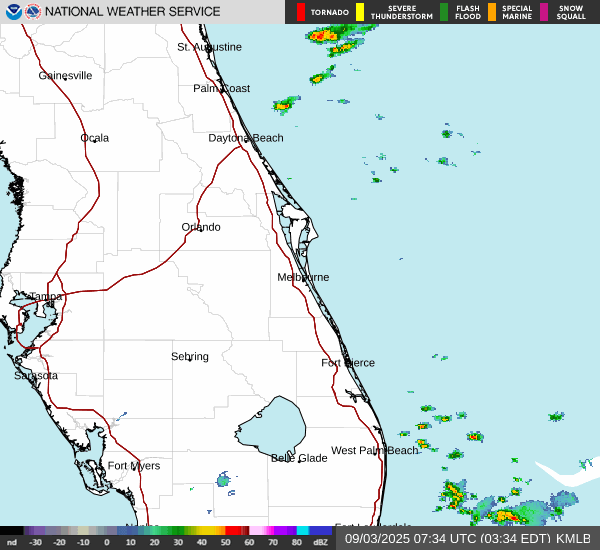 NATIONAL WEATHER SERVICE
TORNADO
SEVERE
THUNDERSTORM
FLASH
FLOOD
SPECIAL
MARINE
SNOW
SQUALL
St. Augustine
Gainesville
Palm Coast
Ocala
Daytona Beach
Orlando
Melbourne
Tampa
Sebring
Fort Pierce
Sarasota
West Palm Beach
Belle Glade
Fort Myers
Fort Lauderdale
nd -30 -20 -10 0 10 20 30 40 50 60 70 80 dBZ
09/03/2025 07:34 UTC (03:34 EDT) KMLB